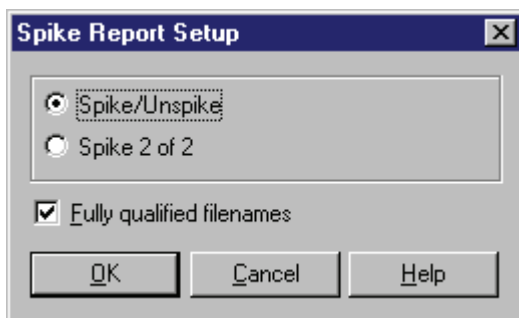 Spike Report Setup
Spike/Unspike
Spike 2 of 2
Fully qualified filenames
OK Cancel Help